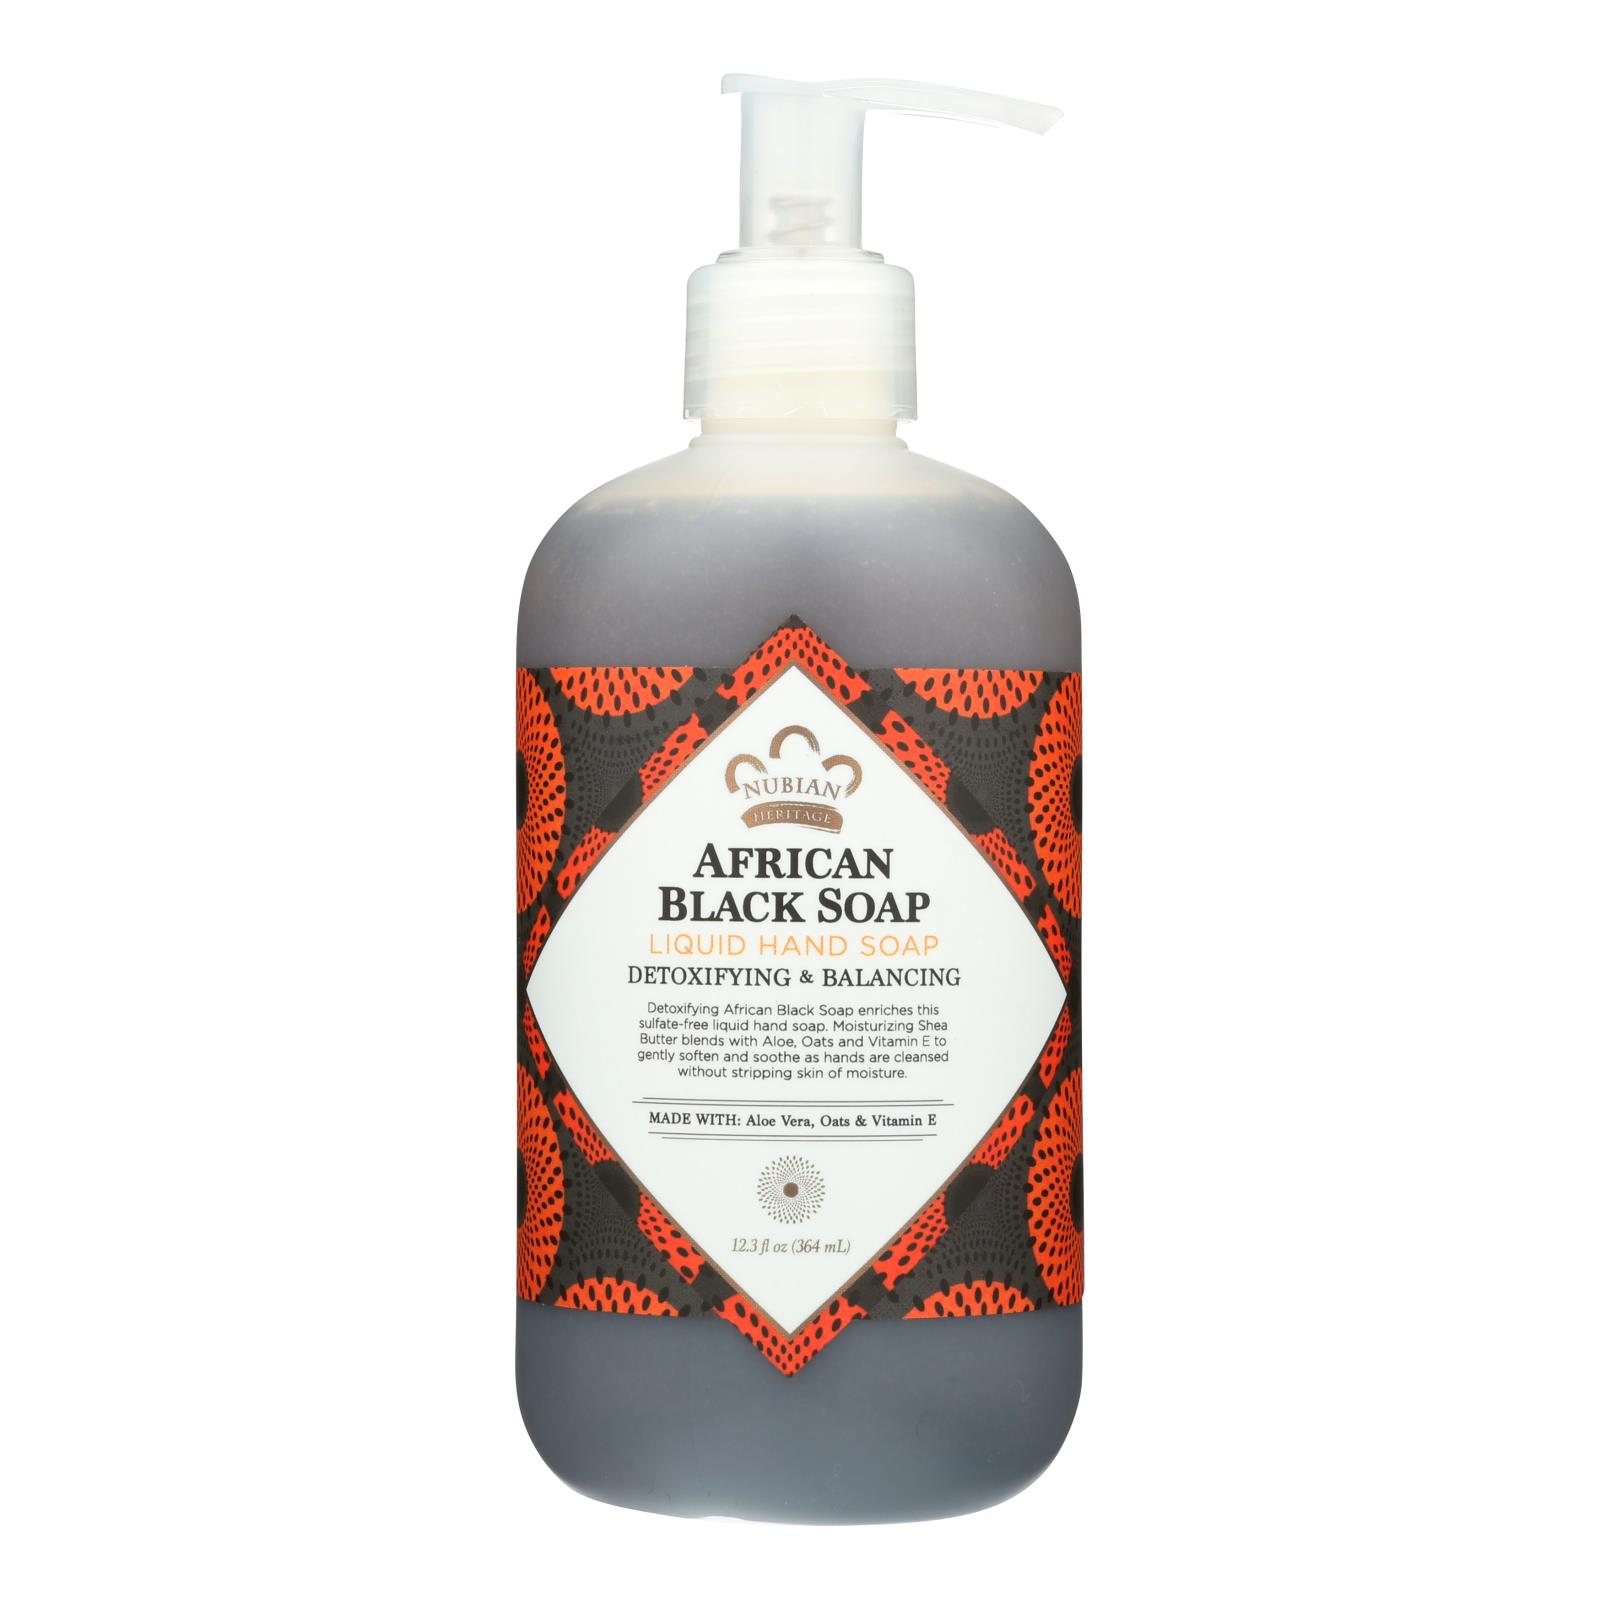 NUBIAN
HERITAGE
AFRICAN
BLACK SOAP
LIQUID HAND SOAP
DETOXIFYING & BALANCING
Detoxifying African Black Soap enriches this
sulfate-free liquid hand soap. Moisturizing Shea
Butter blends with Aloe, Oats and Vitamin E to
gently soften and soothe as hands are cleansed
without stripping skin of moisture.
MADE WITH: Aloe Vera, Oats & Vitamin E
12.3 fl oz (364 mL)